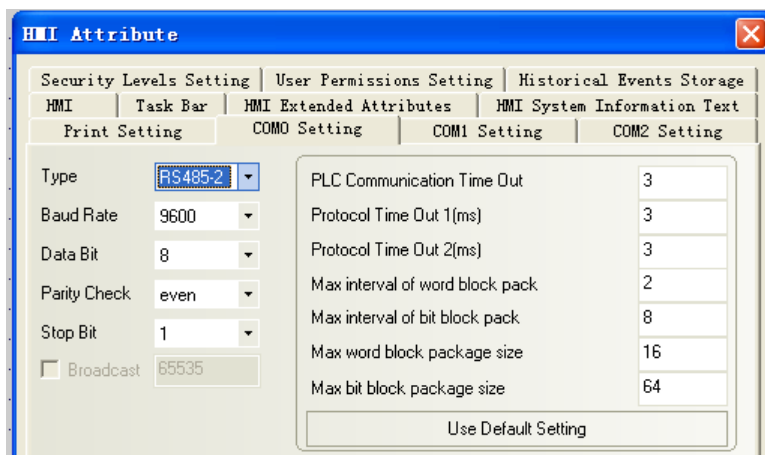 HMI Attribute
Security Levels Setting User Permissions Setting Historical Events Storage
HMI Task Bar HMI Extended Attributes HMI System Information Text
Print Setting COM0 Setting COM1 Setting COM2 Setting
Type RS485-2
Baud Rate 9600
Data Bit 8
Parity Check even
Stop Bit 1
Broadcast 65535
PLC Communication Time Out 3
Protocol Time Out 1(ms) 3
Protocol Time Out 2(ms) 3
Max interval of word block pack 2
Max interval of bit block pack 8
Max word block package size 16
Max bit block package size 64
Use Default Setting